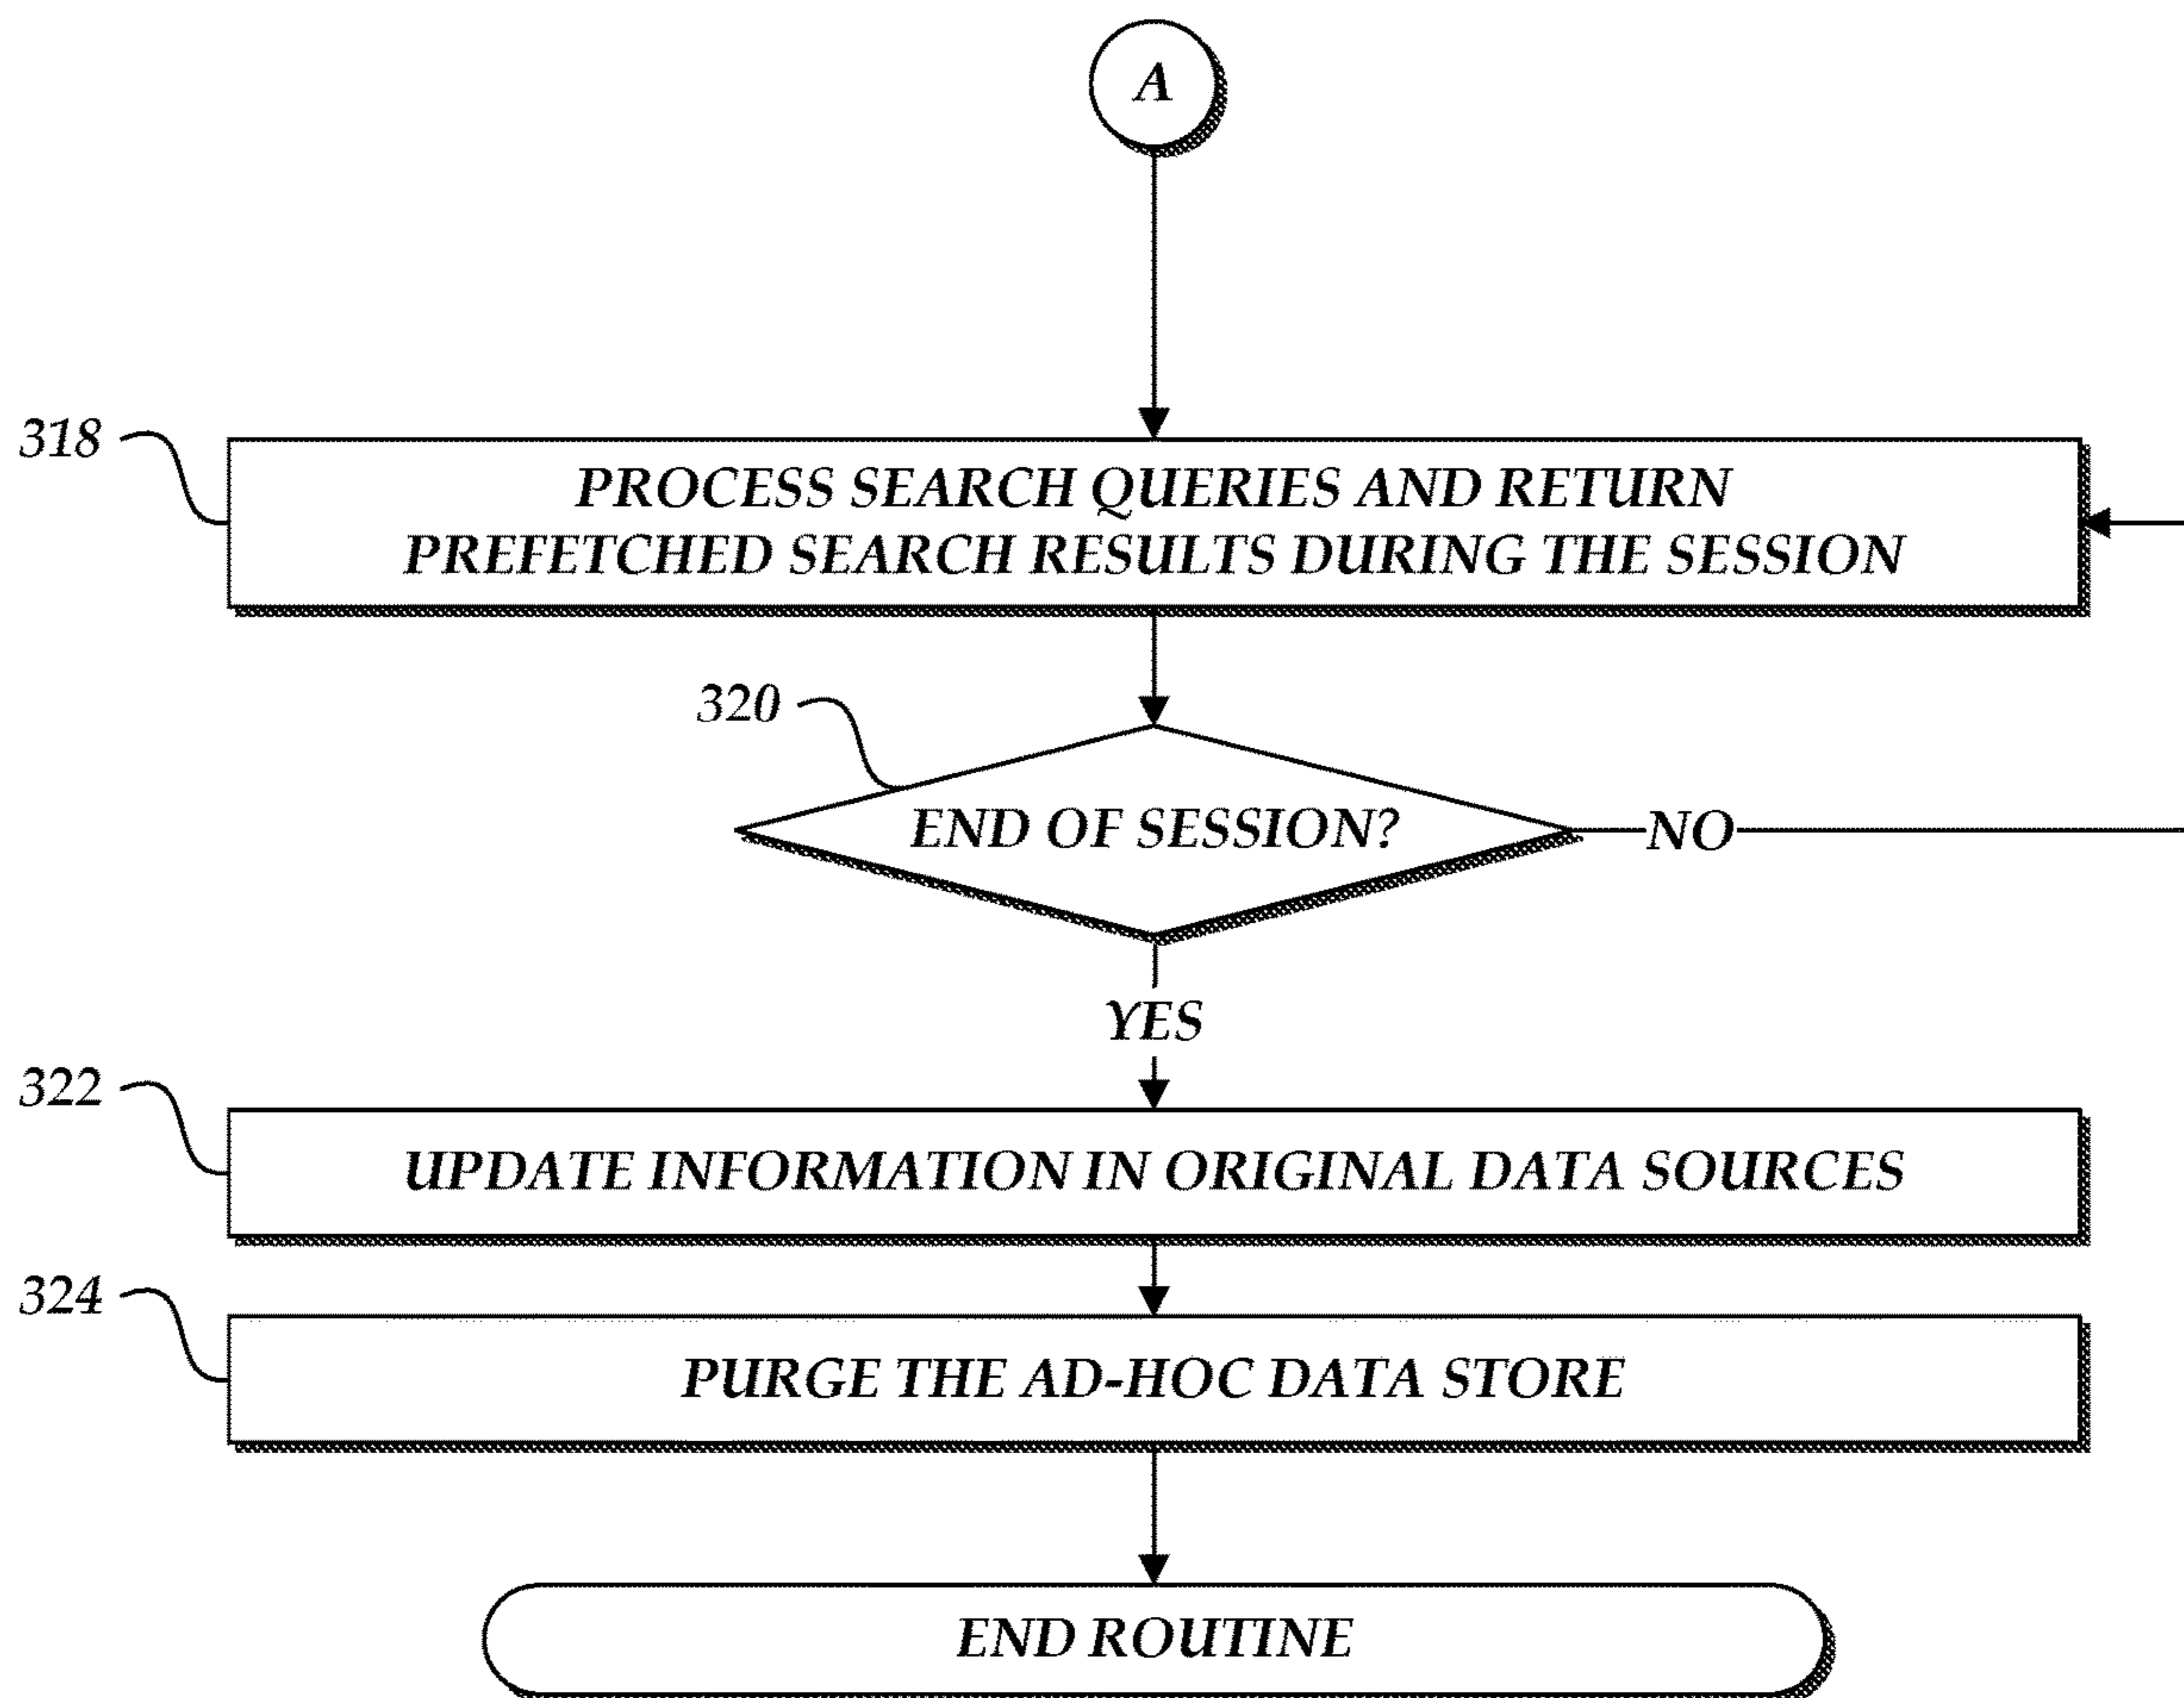 A
318
PROCESS SEARCH QUERIES AND RETURN
PREFETCHED SEARCH RESULTS DURING THE SESSION
320
END OF SESSION?
NO
YES
322
UPDATE INFORMATION IN ORIGINAL DATA SOURCES
324
PURGE THE AD-HOC DATA STORE
END ROUTINE